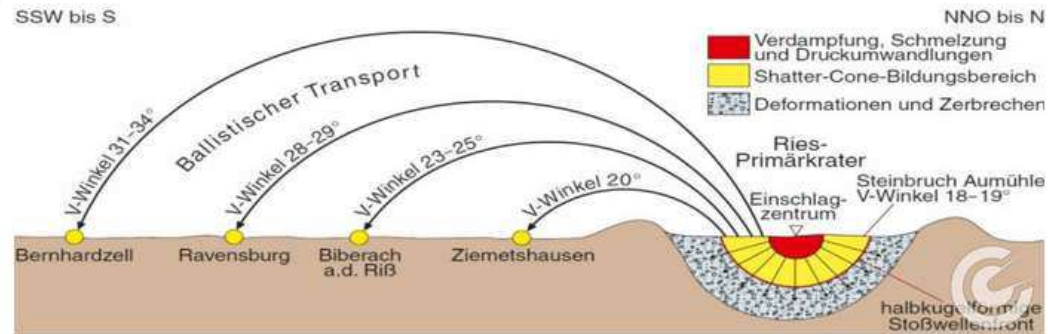 SSW bis S
NNO bis N
Verdampfung, Schmelzung
und Druckumwandlungen
Shatter-Cone-Bildungsbereich
Deformationen und Zerbrechen
Ballistischer Transport
V-Winkel 31–34°
V-Winkel 28–29°
V-Winkel 23–25°
V-Winkel 20°
Ries-
Primärkrater
Einschlag-
zentrum
Steinbruch Aumühle
V-Winkel 18–19°
Bernhardzell
Ravensburg
Biberach
a.d. Riß
Ziemetshausen
halbkugelförmige
Stoßwellenfront